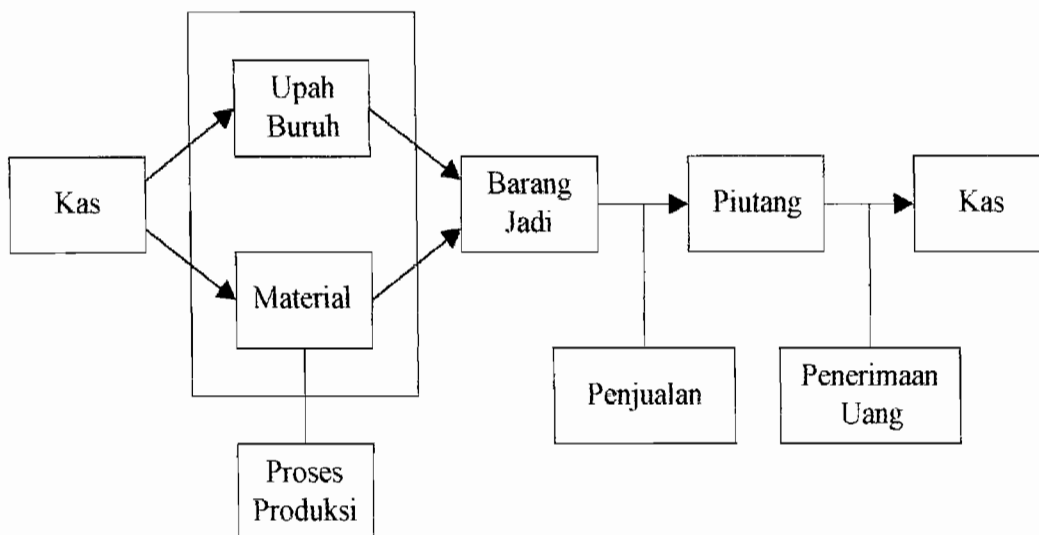 Kas
Upah
Buruh
Material
Proses
Produksi
Barang
Jadi
Penjualan
Piutang
Penerimaan
Uang
Kas